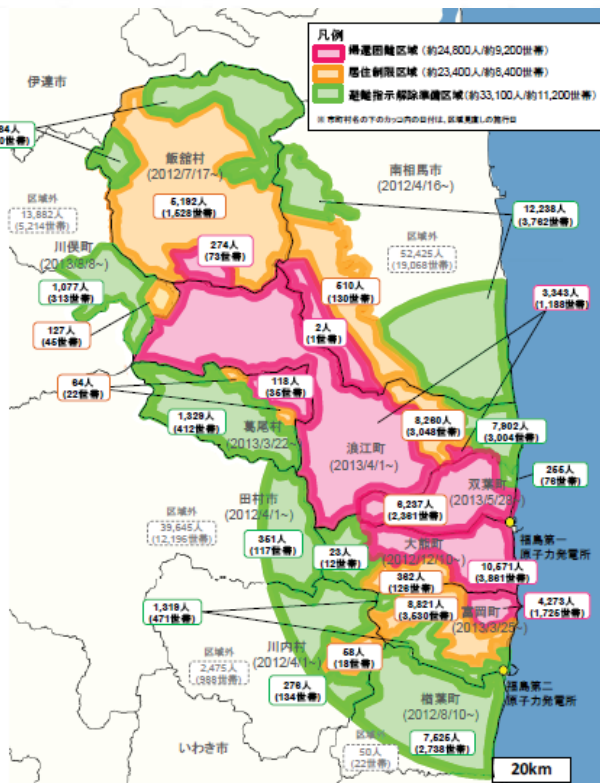 凡例
帰還困難区域 (約24,800人/約9,200世帯)
居住制限区域 (約23,400人/約8,400世帯)
避難指示解除準備区域(約33,100人/約11,200世帯)
※ 市町村名の下のカッコ内の日付は、区域見直しの施行日
伊達市
84人
飯舘村
(2012/7/17~)
南相馬市
(2012/4/16~)
5,192人
(1,528世帯)
12,238人
(3,762世帯)
区域外
13,882人
(5,214世帯)
区域外
52,425人
(19,068世帯)
川俣町
(2013/8/8~)
274人
(73世帯)
1,077人
(313世帯)
510人
(130世帯)
3,343人
(1,188世帯)
127人
(45世帯)
2人
(1世帯)
64人
(22世帯)
118人
(35世帯)
1,329人
(412世帯)
葛尾村
(2013/3/22~)
浪江町
(2013/4/1~)
8,260人
(3,048世帯)
7,902人
(3,004世帯)
双葉町
(2013/5/28~)
255人
(76世帯)
田村市
(2012/4/1~)
6,237人
(2,361世帯)
区域外
39,645人
(12,195世帯)
351人
(117世帯)
23人
(12世帯)
大熊町
(2012/12/10~)
福島第一
原子力発電所
10,571人
(3,861世帯)
362人
(126世帯)
1,319人
(471世帯)
8,821人
(3,530世帯)
富岡町
(2013/3/25~)
4,273人
(1,725世帯)
川内村
(2012/4/1~)
58人
(18世帯)
区域外
2,475人
(988世帯)
276人
(134世帯)
楢葉町
(2012/8/10~)
福島第二
原子力発電所
7,525人
(2,738世帯)
いわき市
区域外
50人
(22世帯)
20km